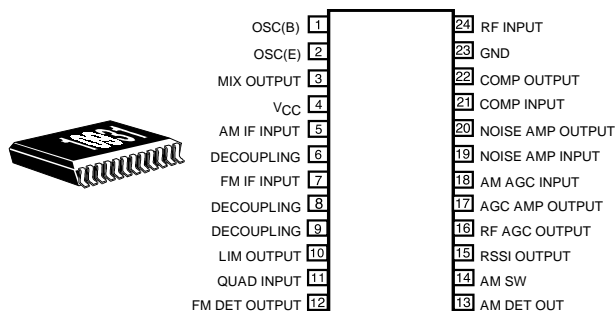 OSC(B) 1
OSC(E) 2
MIX OUTPUT 3
VCC 4
AM IF INPUT 5
DECOUPLING 6
FM IF INPUT 7
DECOUPLING 8
DECOUPLING 9
LIM OUTPUT 10
QUAD INPUT 11
FM DET OUTPUT 12
24 RF INPUT
23 GND
22 COMP OUTPUT
21 COMP INPUT
20 NOISE AMP OUTPUT
19 NOISE AMP INPUT
18 AM AGC INPUT
17 AGC AMP OUTPUT
16 RF AGC OUTPUT
15 RSSI OUTPUT
14 AM SW
13 AM DET OUT